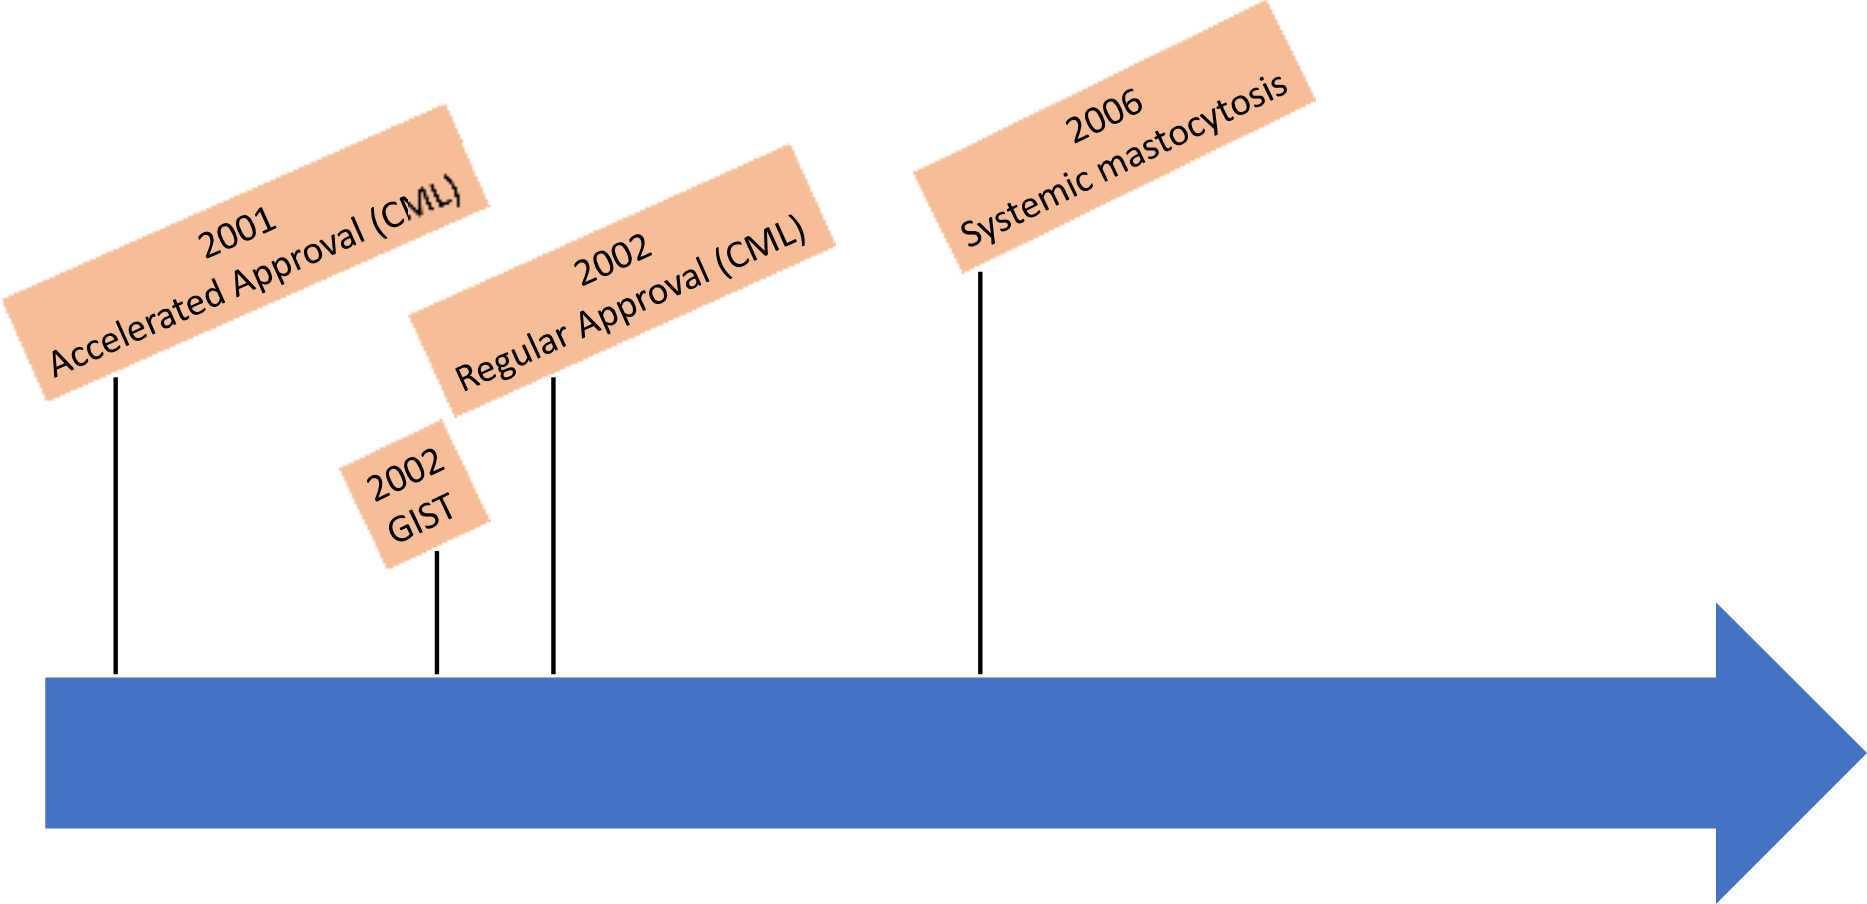 2001
Accelerated Approval (CML)
2002
GIST
2002
Regular Approval (CML)
2006
Systemic mastocytosis